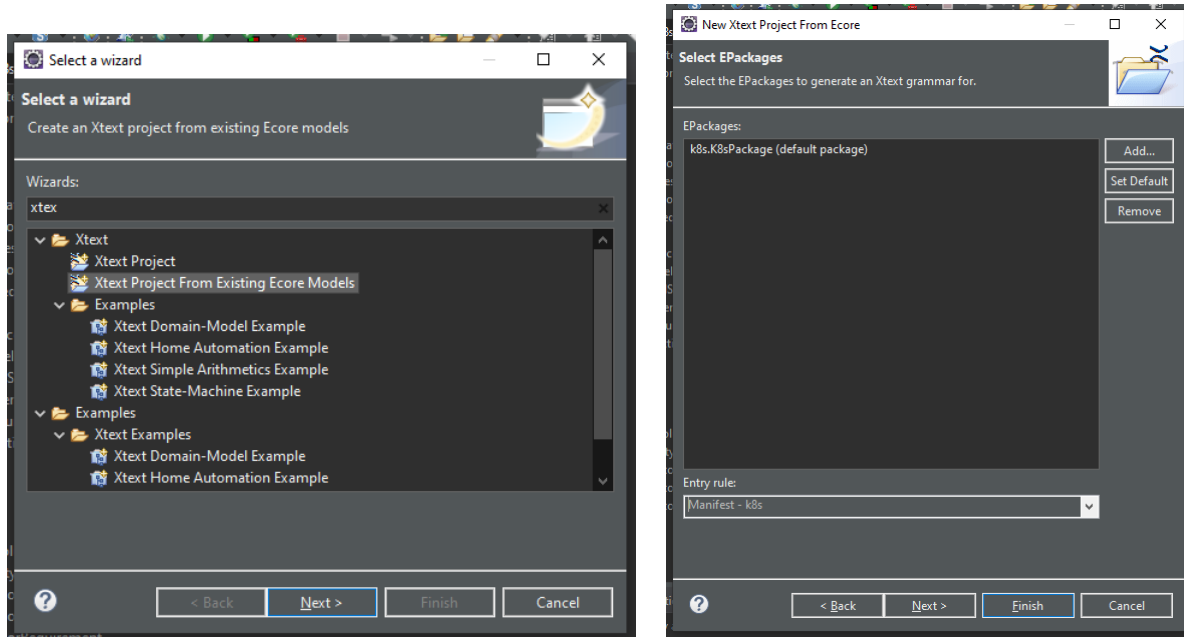 Select a wizard
Select a wizard
Create an Xtext project from existing Ecore models
Wizards:
xtex
Xtext
Xtext Project
Xtext Project From Existing Ecore Models
Examples
Xtext Domain-Model Example
Xtext Home Automation Example
Xtext Simple Arithmetics Example
Xtext State-Machine Example
Examples
Xtext Examples
Xtext Domain-Model Example
Xtext Home Automation Example
< Back
Next >
Finish
Cancel
New Xtext Project From Ecore
Select EPackages
Select the EPackages to generate an Xtext grammar for.
EPackages:
k8s.K8sPackage (default package)
Add...
Set Default
Remove
Entry rule:
Manifest - k8s
< Back
Next >
Finish
Cancel